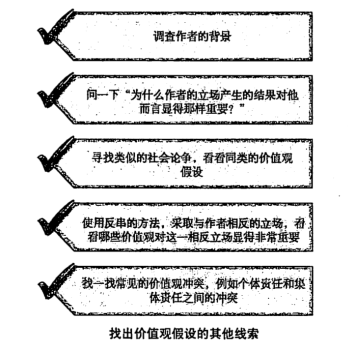 调查作者的背景
问一下“为什么作者的立场产生的结果对他
而言显得那样重要？”
寻找类似的社会论争，看看同类的价值观
假设
使用反串的方法，采取与作者相反的立场，看
看哪些价值观对这一相反立场显得非常重要
找一找常见的价值观冲突，例如个体责任和集
体责任之间的冲突
找出价值观假设的其他线索